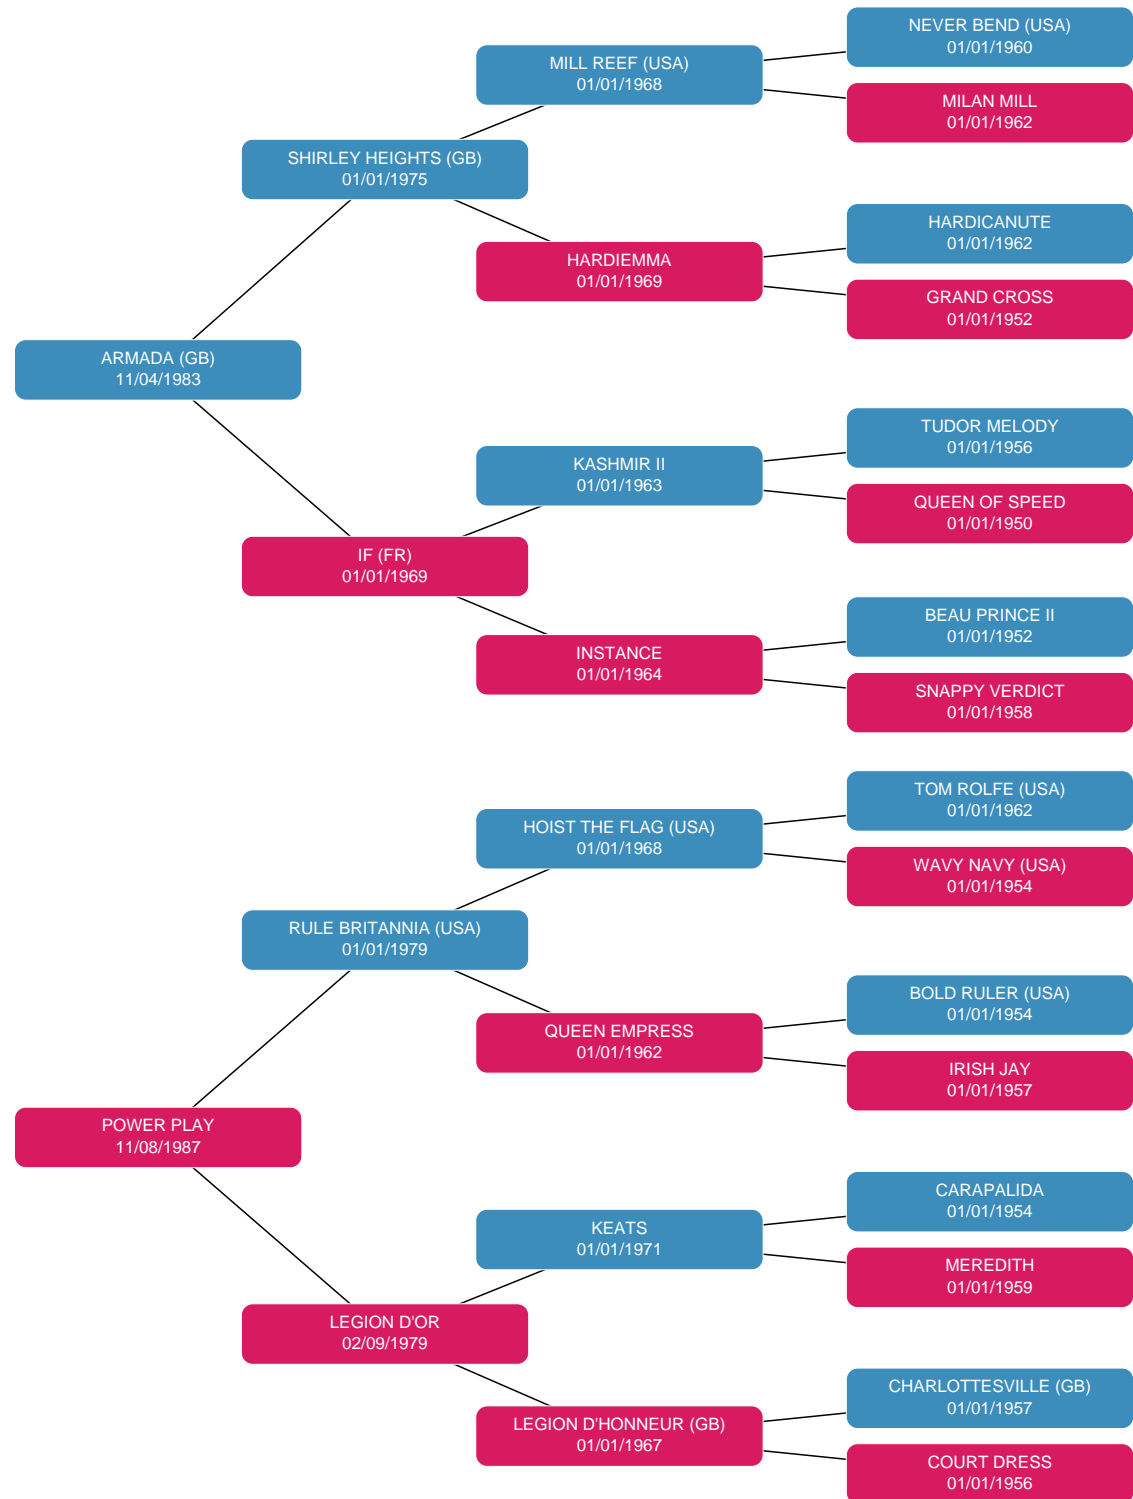 NEVER BEND (USA)
01/01/1960
MILL REEF (USA)
01/01/1968
MILAN MILL
01/01/1962
SHIRLEY HEIGHTS (GB)
01/01/1975
HARDICANUTE
01/01/1962
HARDIEMMA
01/01/1969
GRAND CROSS
01/01/1952
ARMADA (GB)
11/04/1983
TUDOR MELODY
01/01/1956
KASHMIR II
01/01/1963
QUEEN OF SPEED
01/01/1950
IF (FR)
01/01/1969
BEAU PRINCE II
01/01/1952
INSTANCE
01/01/1964
SNAPPY VERDICT
01/01/1958
TOM ROLFE (USA)
01/01/1962
HOIST THE FLAG (USA)
01/01/1968
WAVY NAVY (USA)
01/01/1954
RULE BRITANNIA (USA)
01/01/1979
BOLD RULER (USA)
01/01/1954
QUEEN EMPRESS
01/01/1962
IRISH JAY
01/01/1957
POWER PLAY
11/08/1987
CARAPALIDA
01/01/1954
KEATS
01/01/1971
MEREDITH
01/01/1959
LEGION D'OR
02/09/1979
CHARLOTTESVILLE (GB)
01/01/1957
LEGION D'HONNEUR (GB)
01/01/1967
COURT DRESS
01/01/1956